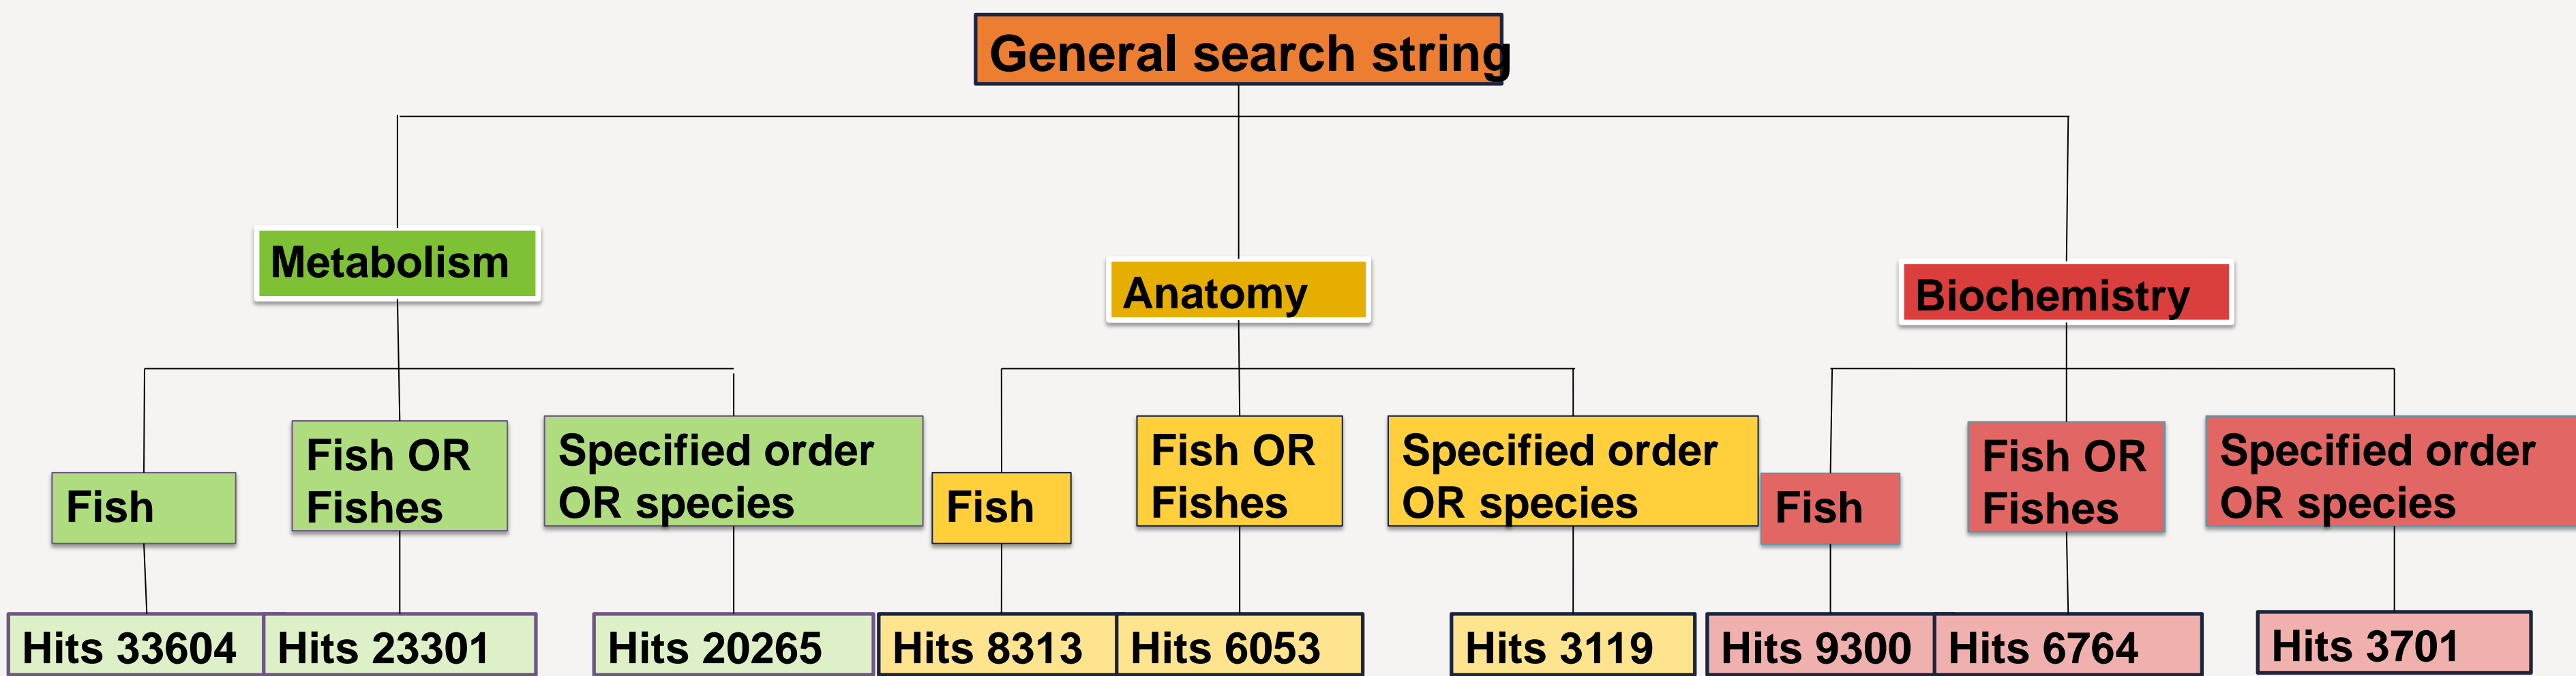 General search string
Metabolism
Anatomy
Biochemistry
Fish
Fish OR
Fishes
Specified order
OR species
Fish
Fish OR
Fishes
Specified order
OR species
Fish
Fish OR
Fishes
Specified order
OR species
Hits 33604
Hits 23301
Hits 20265
Hits 8313
Hits 6053
Hits 3119
Hits 9300
Hits 6764
Hits 3701